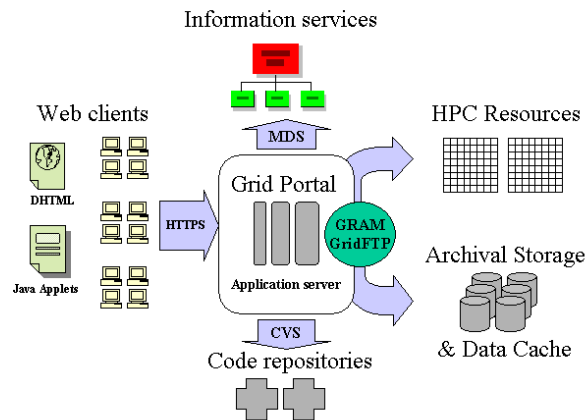 Information services
Web clients
HPC Resources
MDS
DHTML
Grid Portal
HTTPS
GRAM
GridFTP
Java Applets
Application server
Archival Storage
CVS
Code repositories
& Data Cache